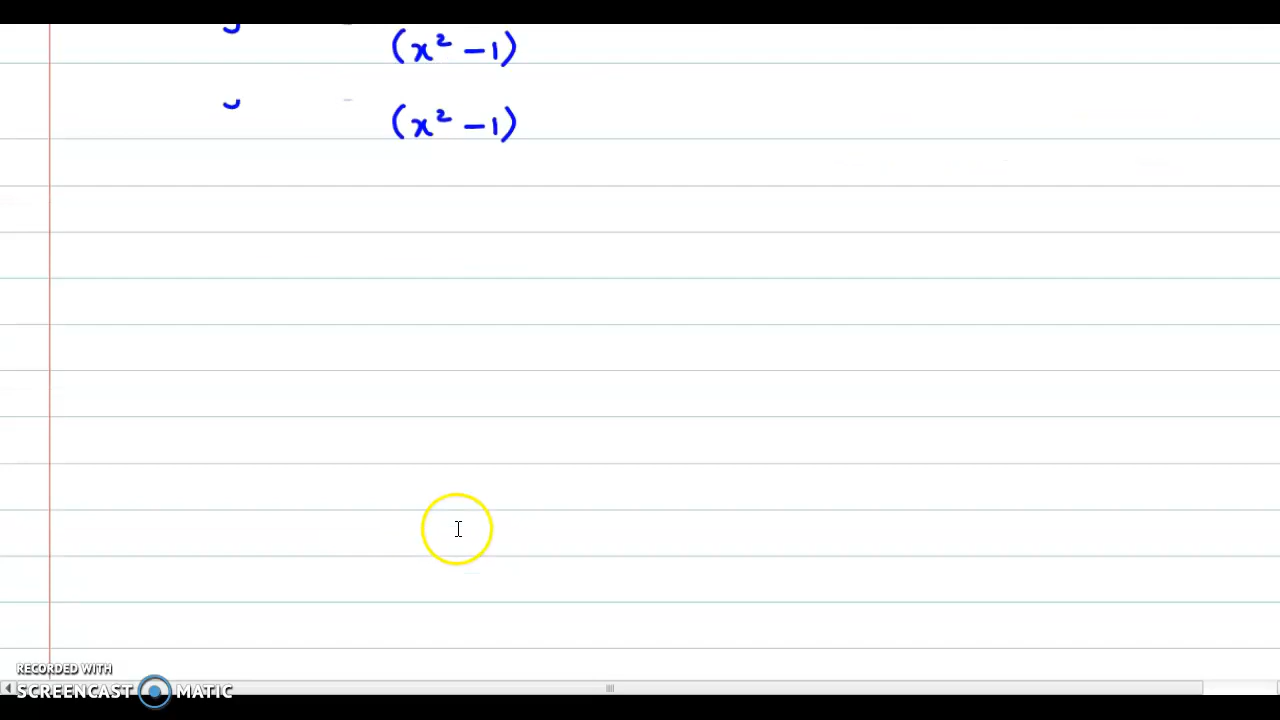 (x² - 1)
(x² - 1)
RECORDED WITH
SCREENCAST MATIC